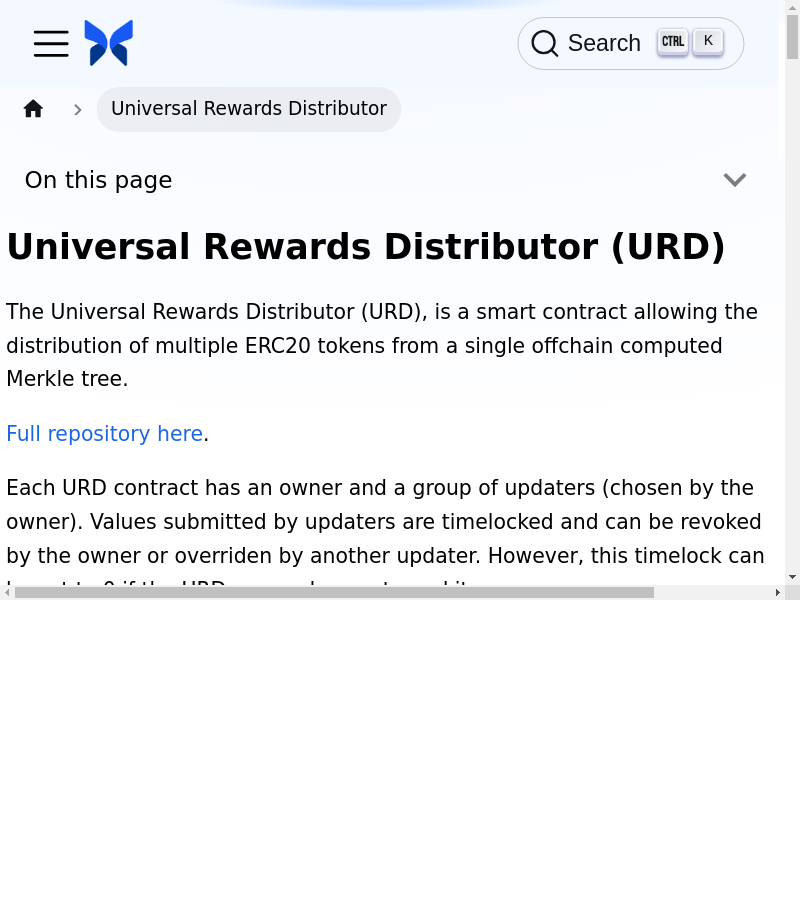 Search CTRL K
Universal Rewards Distributor
On this page
Universal Rewards Distributor (URD)
The Universal Rewards Distributor (URD), is a smart contract allowing the
distribution of multiple ERC20 tokens from a single offchain computed
Merkle tree.
Full repository here.
Each URD contract has an owner and a group of updaters (chosen by the
owner). Values submitted by updaters are timelocked and can be revoked
by the owner or overriden by another updater. However, this timelock can